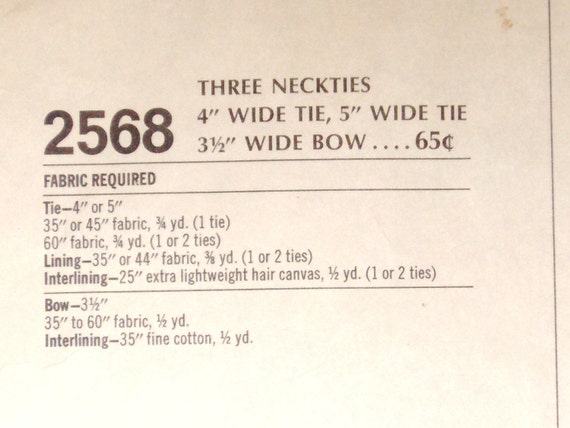 THREE NECKTIES
2568 4" WIDE TIE, 5" WIDE TIE
3½" WIDE BOW .... 65¢
FABRIC REQUIRED
Tie—4" or 5"
35" or 45" fabric, ¾ yd. (1 tie)
60" fabric, ¾ yd. (1 or 2 ties)
Lining—35" or 44" fabric, ⅜ yd. (1 or 2 ties)
Interlining—25" extra lightweight hair canvas, ½ yd. (1 or 2 ties)
Bow—3½"
35" to 60" fabric, ½ yd.
Interlining—35" fine cotton, ½ yd.